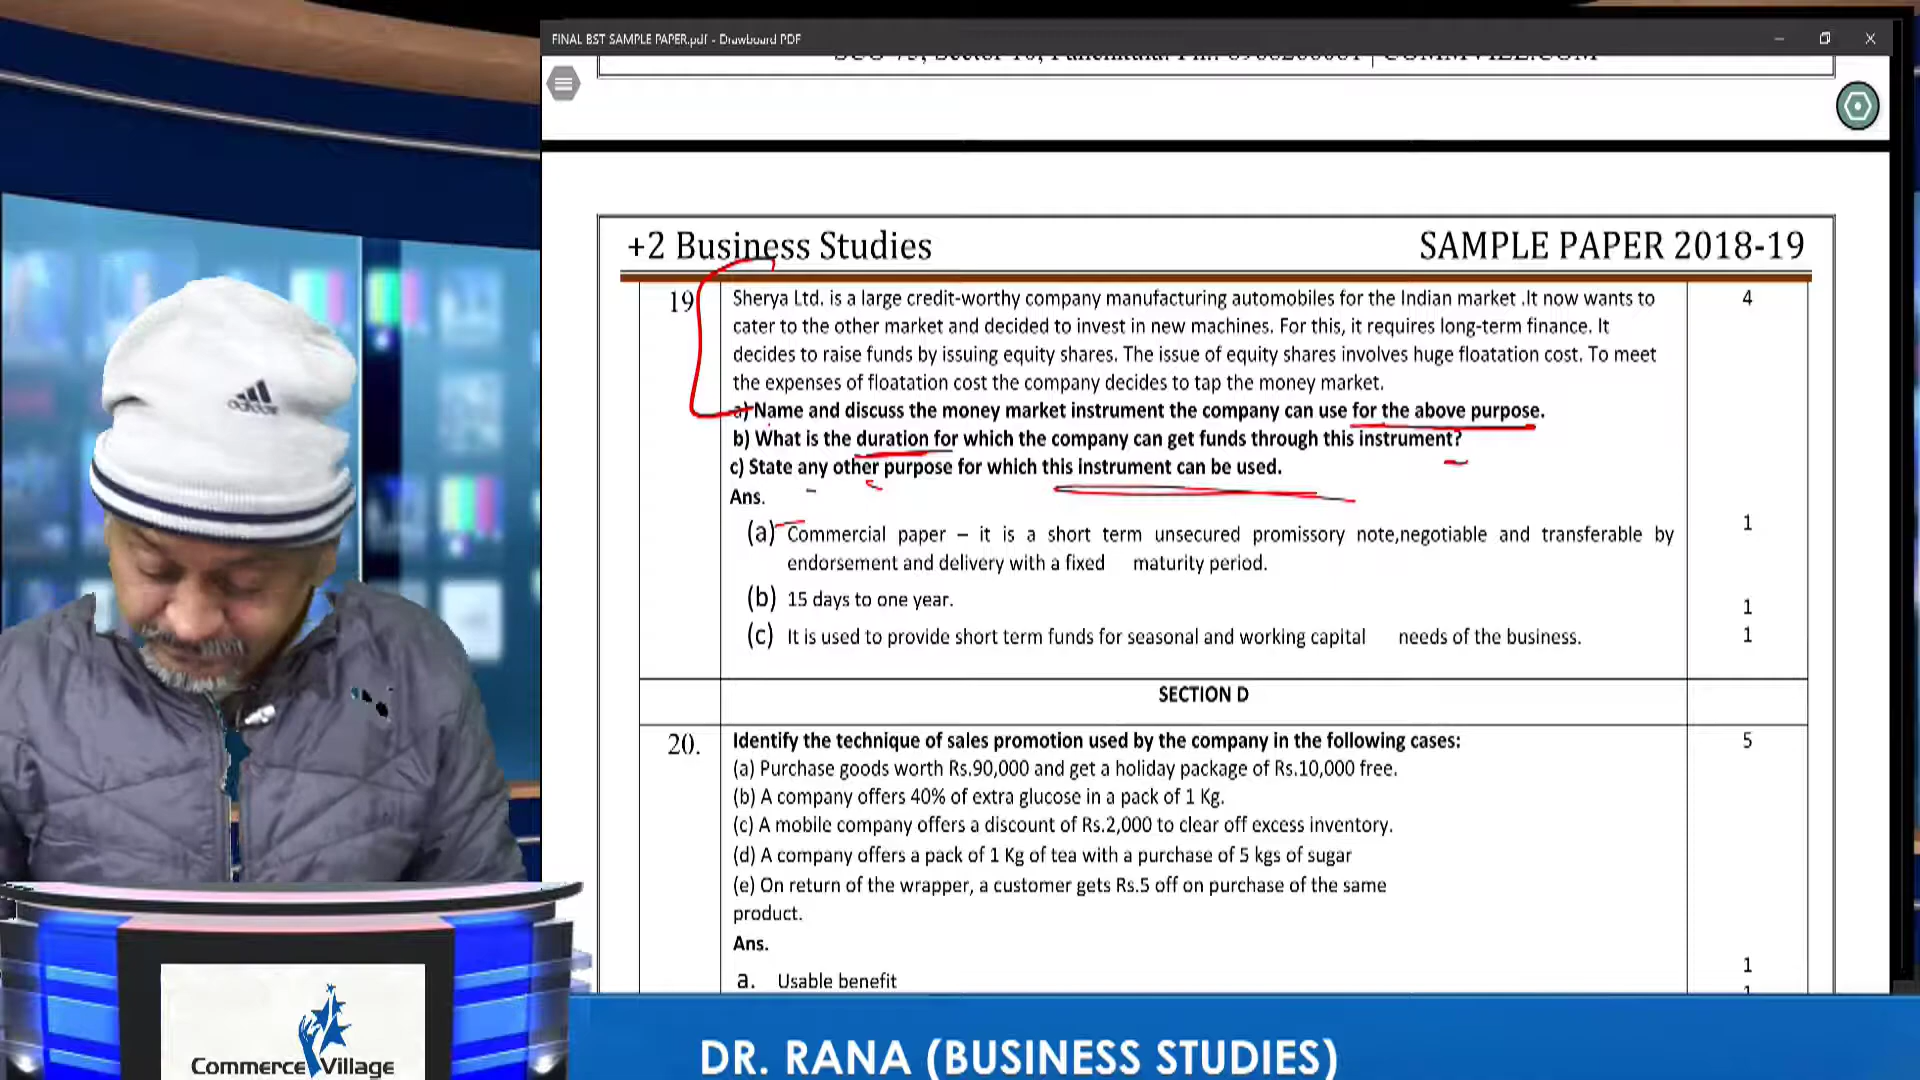 FINAL BST SAMPLE PAPER.pdf - Drawboard PDF
+2 Business Studies SAMPLE PAPER 2018-19
19 Sherya Ltd. is a large credit-worthy company manufacturing automobiles for the Indian market .It now wants to 4
cater to the other market and decided to invest in new machines. For this, it requires long-term finance. It
decides to raise funds by issuing equity shares. The issue of equity shares involves huge floatation cost. To meet
the expenses of floatation cost the company decides to tap the money market.
a) Name and discuss the money market instrument the company can use for the above purpose.
b) What is the duration for which the company can get funds through this instrument?
c) State any other purpose for which this instrument can be used.
Ans.
(a) Commercial paper – it is a short term unsecured promissory note,negotiable and transferable by 1
endorsement and delivery with a fixed maturity period.
(b) 15 days to one year. 1
(c) It is used to provide short term funds for seasonal and working capital needs of the business. 1
SECTION D
20. Identify the technique of sales promotion used by the company in the following cases: 5
(a) Purchase goods worth Rs.90,000 and get a holiday package of Rs.10,000 free.
(b) A company offers 40% of extra glucose in a pack of 1 Kg.
(c) A mobile company offers a discount of Rs.2,000 to clear off excess inventory.
(d) A company offers a pack of 1 Kg of tea with a purchase of 5 kgs of sugar
(e) On return of the wrapper, a customer gets Rs.5 off on purchase of the same
product.
Ans.
a. Usable benefit 1
Commerce Village
DR. RANA (BUSINESS STUDIES)